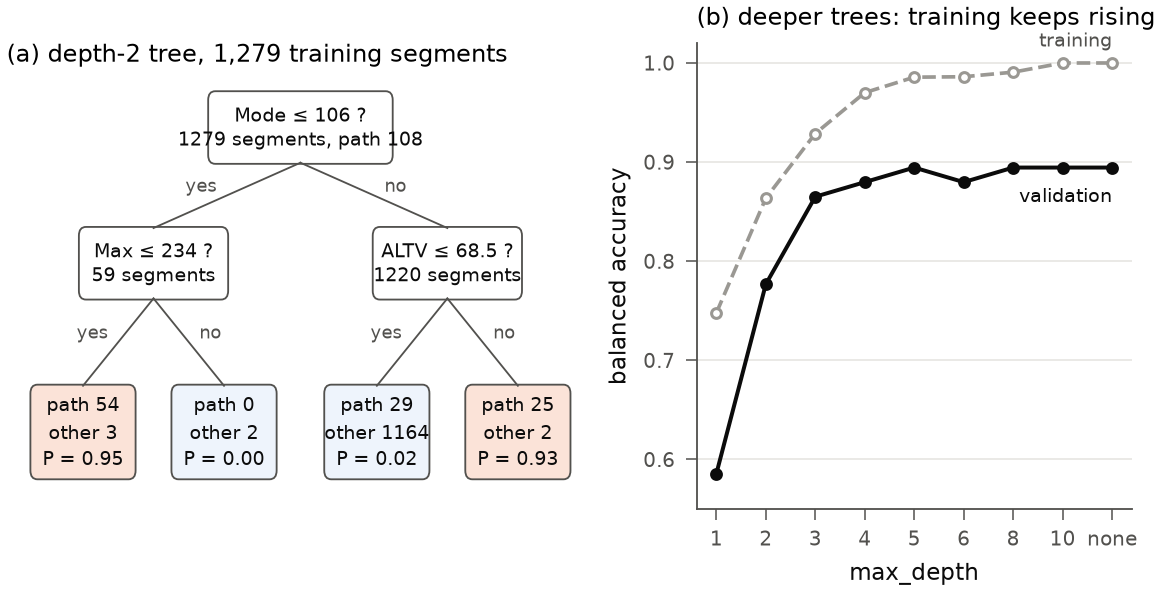 (a) depth-2 tree, 1,279 training segments
Mode ≤ 106 ?
1279 segments, path 108
yes
no
Max ≤ 234 ?
59 segments
ALTV ≤ 68.5 ?
1220 segments
yes
no
yes
no
path 54
other 3
P = 0.95
path 0
other 2
P = 0.00
path 29
other 1164
P = 0.02
path 25
other 2
P = 0.93
(b) deeper trees: training keeps rising
training
validation
balanced accuracy
1.0
0.9
0.8
0.7
0.6
1 2 3 4 5 6 8 10 none
max_depth